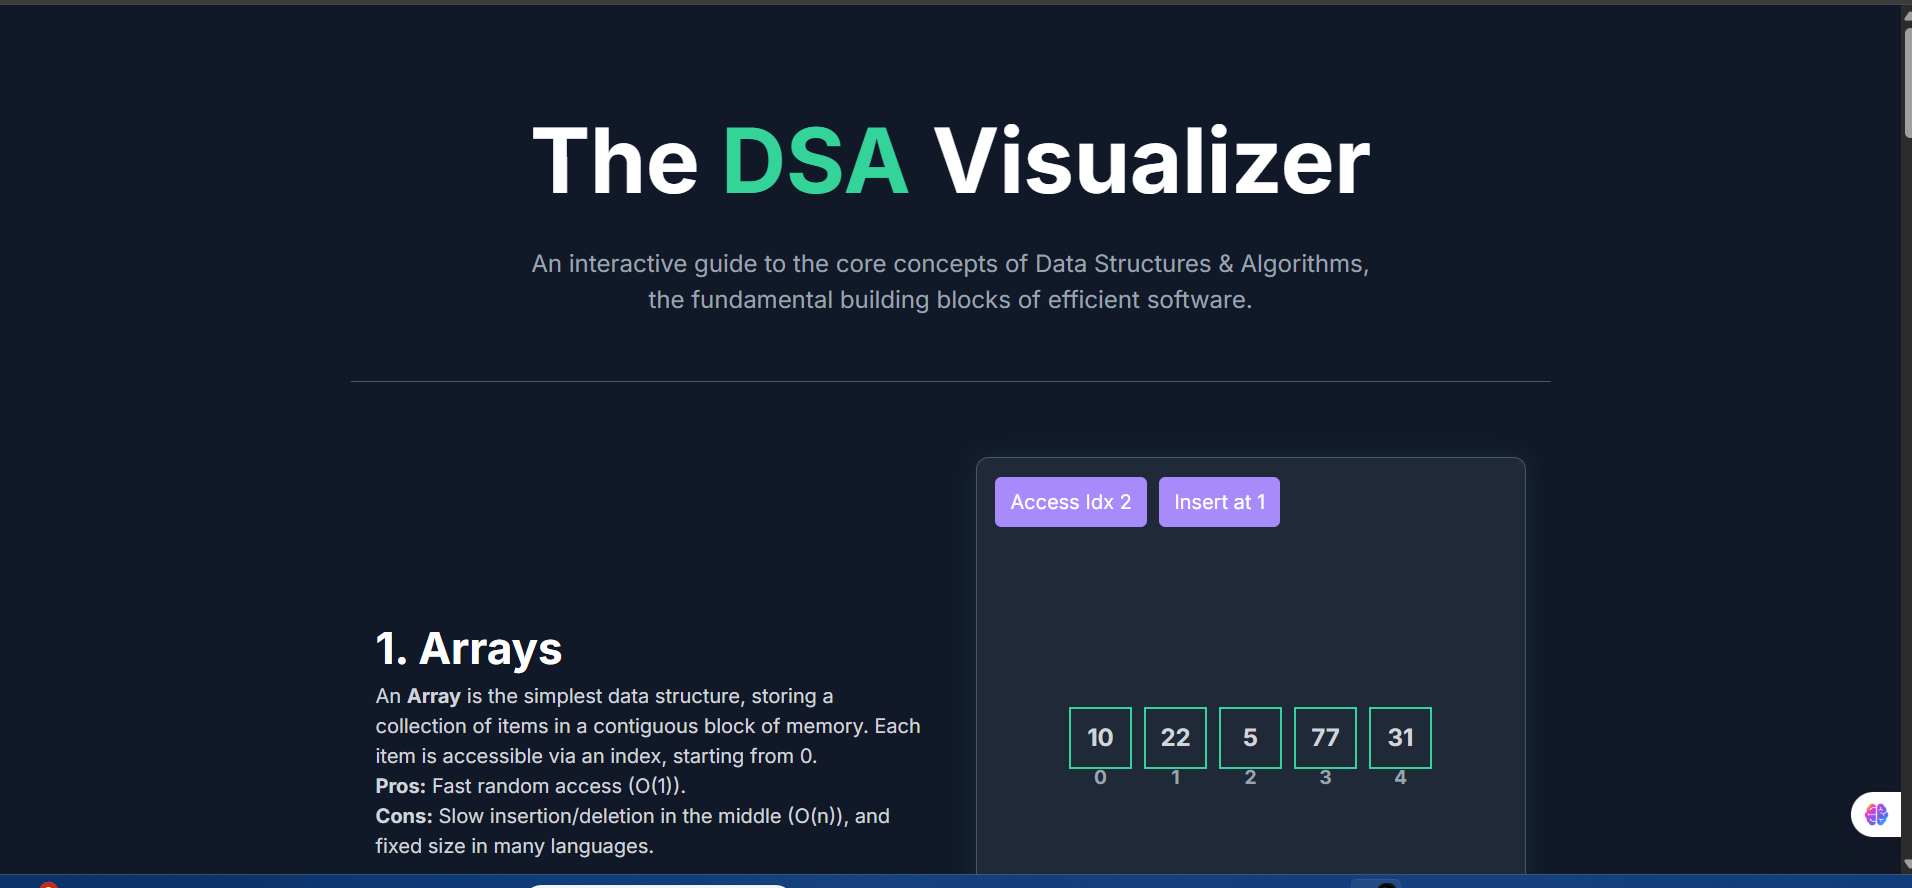 The DSA Visualizer
An interactive guide to the core concepts of Data Structures & Algorithms,
the fundamental building blocks of efficient software.
1. Arrays
An Array is the simplest data structure, storing a
collection of items in a contiguous block of memory. Each
item is accessible via an index, starting from 0.
Pros: Fast random access (O(1)).
Cons: Slow insertion/deletion in the middle (O(n)), and
fixed size in many languages.
Access Idx 2 Insert at 1
10 22 5 77 31
0 1 2 3 4